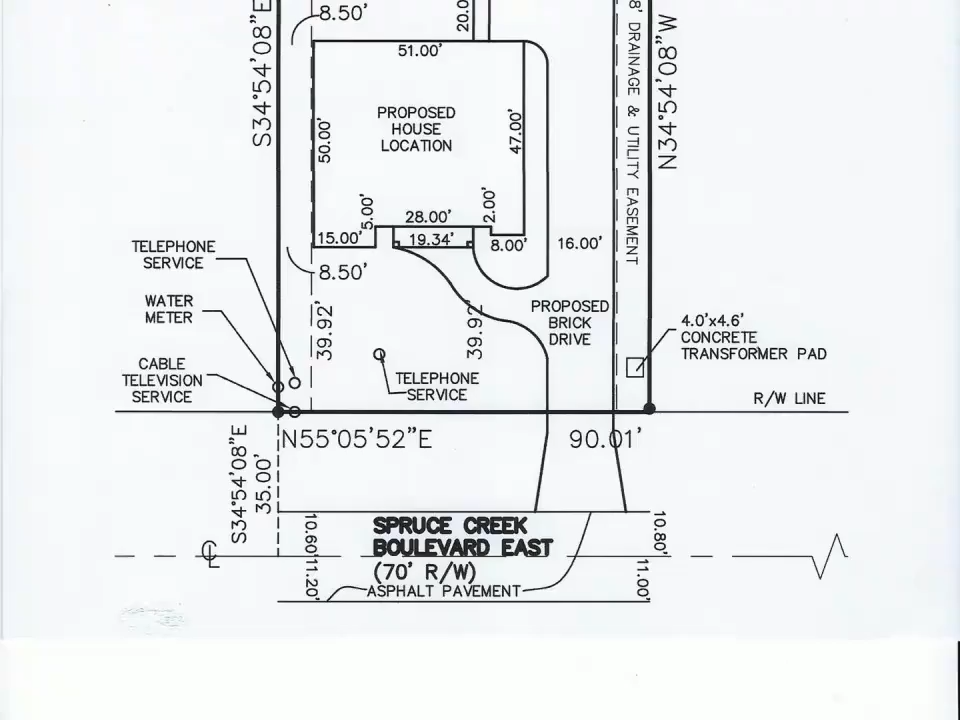 S34°54'08"E
8.50'
20.0
8' DRAINAGE & UTILITY EASEMENT
N34°54'08"W
51.00'
PROPOSED
HOUSE
LOCATION
50.00'
47.00'
5.00'
28.00'
2.00'
15.00'
19.34'
8.00'
16.00'
TELEPHONE
SERVICE
8.50'
WATER
METER
39.92'
39.92'
PROPOSED
BRICK
DRIVE
4.0'x4.6'
CONCRETE
TRANSFORMER PAD
CABLE
TELEVISION
SERVICE
TELEPHONE
SERVICE
R/W LINE
N55°05'52"E
90.01'
S34°54'08"E
35.00'
10.60'
11.20'
SPRUCE CREEK
BOULEVARD EAST
(70' R/W)
ASPHALT PAVEMENT
10.80'
11.00'